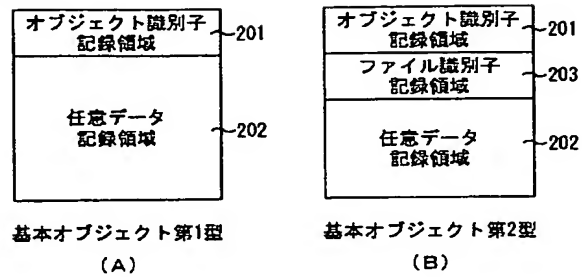 オブジェクト識別子
記録領域
201
任意データ
記録領域
202
基本オブジェクト第1型
(A)
オブジェクト識別子
記録領域
201
ファイル識別子
記録領域
203
任意データ
記録領域
202
基本オブジェクト第2型
(B)